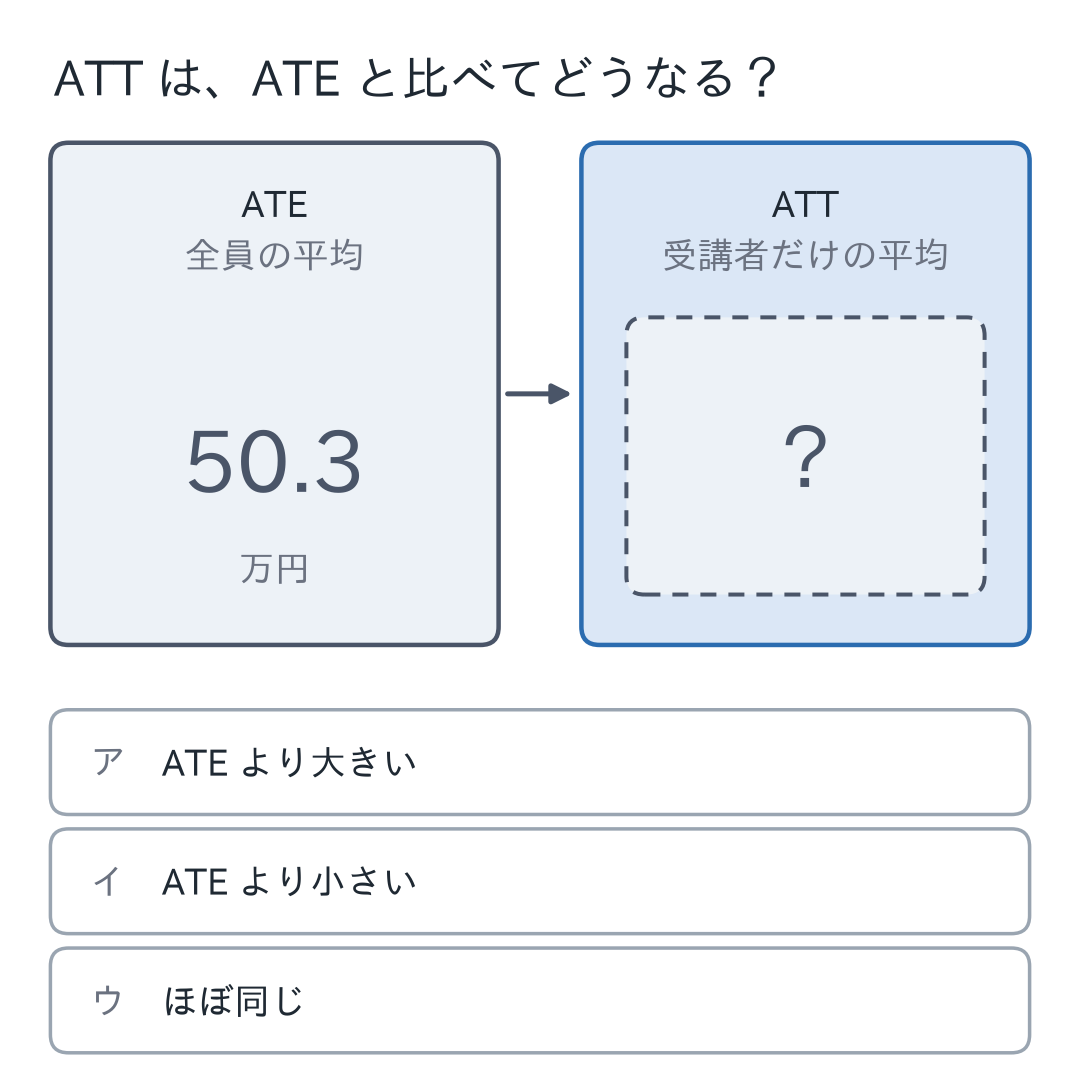 ATT は、ATE と比べてどうなる？
ATE
全員の平均
50.3
万円
ATT
受講者だけの平均
？
ア ATE より大きい
イ ATE より小さい
ウ ほぼ同じ